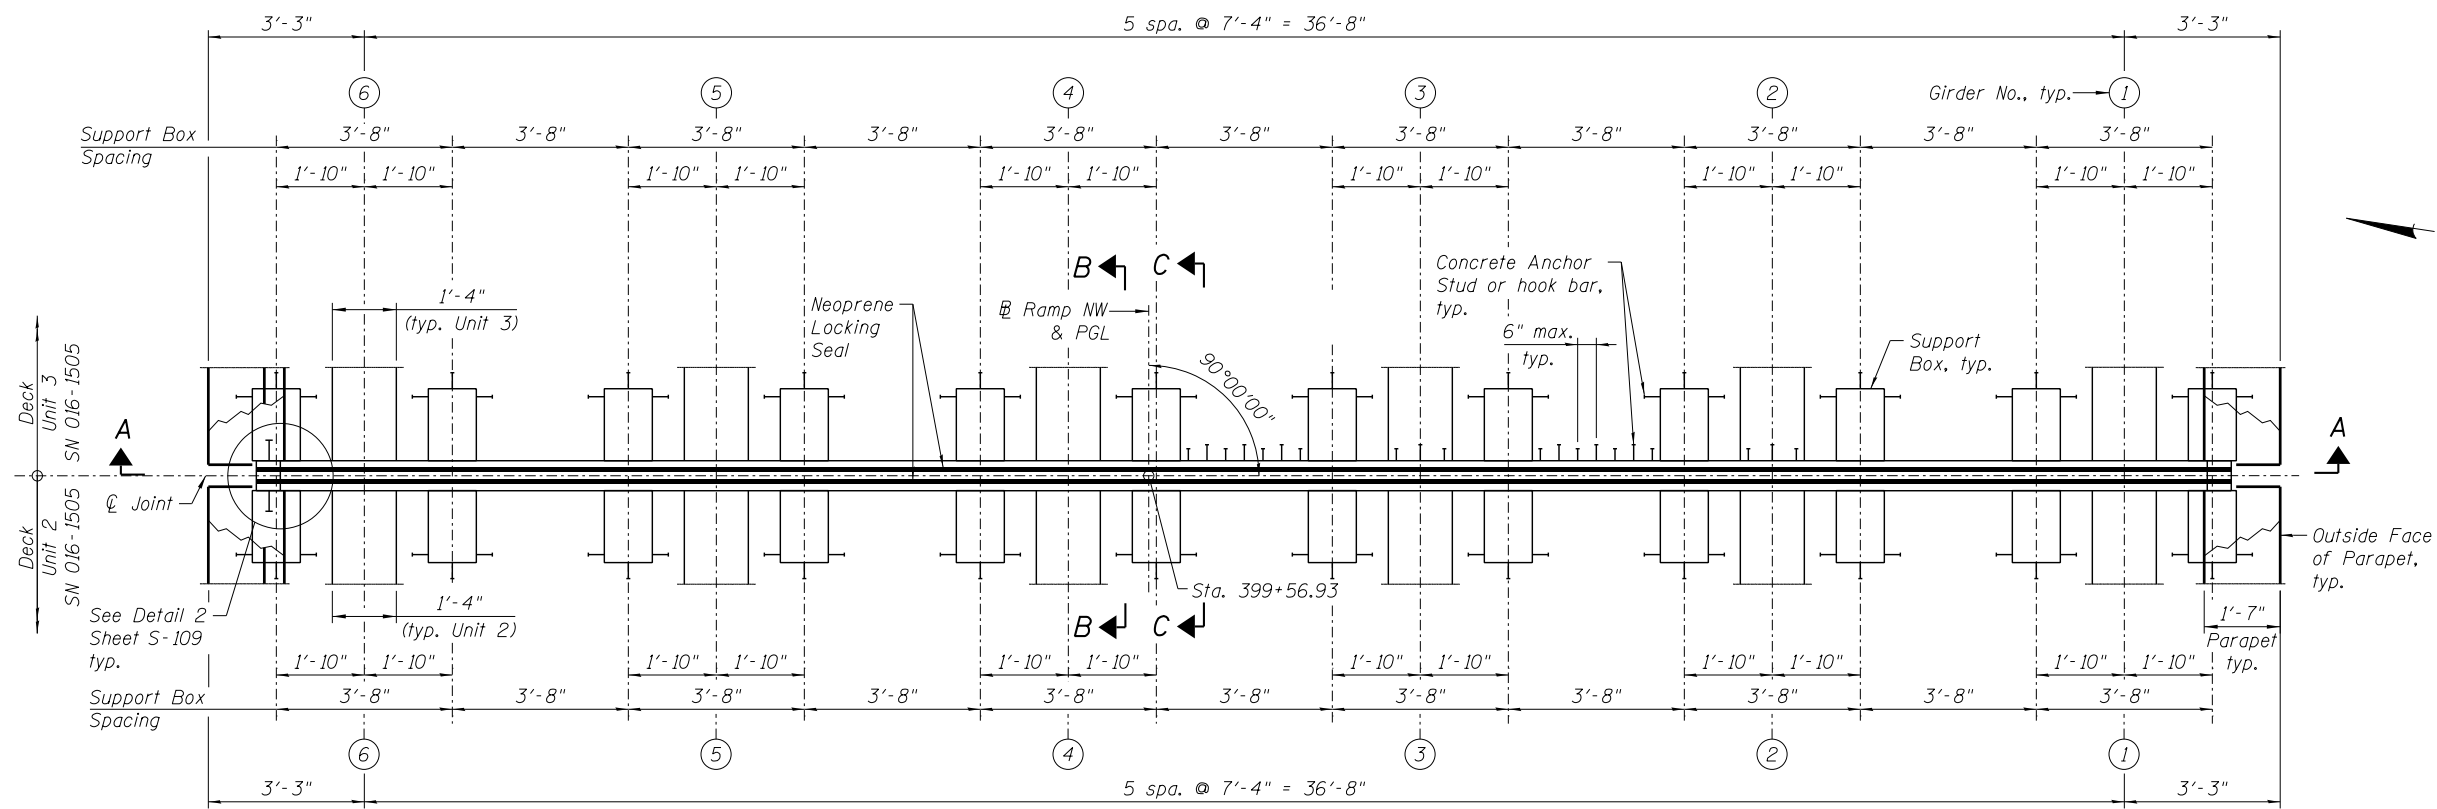 3'-3"
5 spa. @ 7'-4" = 36'-8"
3'-3"
6
5
4
3
2
Girder No., typ.
1
Support Box
Spacing
3'-8"
3'-8"
3'-8"
3'-8"
3'-8"
3'-8"
3'-8"
3'-8"
3'-8"
3'-8"
3'-8"
1'-10"
1'-10"
1'-10"
1'-10"
1'-10"
1'-10"
1'-10"
1'-10"
1'-10"
1'-10"
1'-10"
1'-10"
B
C
Concrete Anchor
Stud or hook bar,
typ.
1'-4"
(typ. Unit 3)
Neoprene
Locking
Seal
℄ Ramp NW
& PGL
6" max.
typ.
Support
Box, typ.
90°00'00"
Deck
Unit 3
SN 016-1505
A
A
℄ Joint
Deck
Unit 2
SN 016-1505
Outside Face
of Parapet,
typ.
Sta. 399+56.93
See Detail 2
Sheet S-109
typ.
1'-4"
(typ. Unit 2)
B
C
1'-7"
Parapet
typ.
1'-10"
1'-10"
1'-10"
1'-10"
1'-10"
1'-10"
1'-10"
1'-10"
1'-10"
1'-10"
1'-10"
1'-10"
Support Box
Spacing
3'-8"
3'-8"
3'-8"
3'-8"
3'-8"
3'-8"
3'-8"
3'-8"
3'-8"
3'-8"
3'-8"
6
5
4
3
2
1
3'-3"
5 spa. @ 7'-4" = 36'-8"
3'-3"